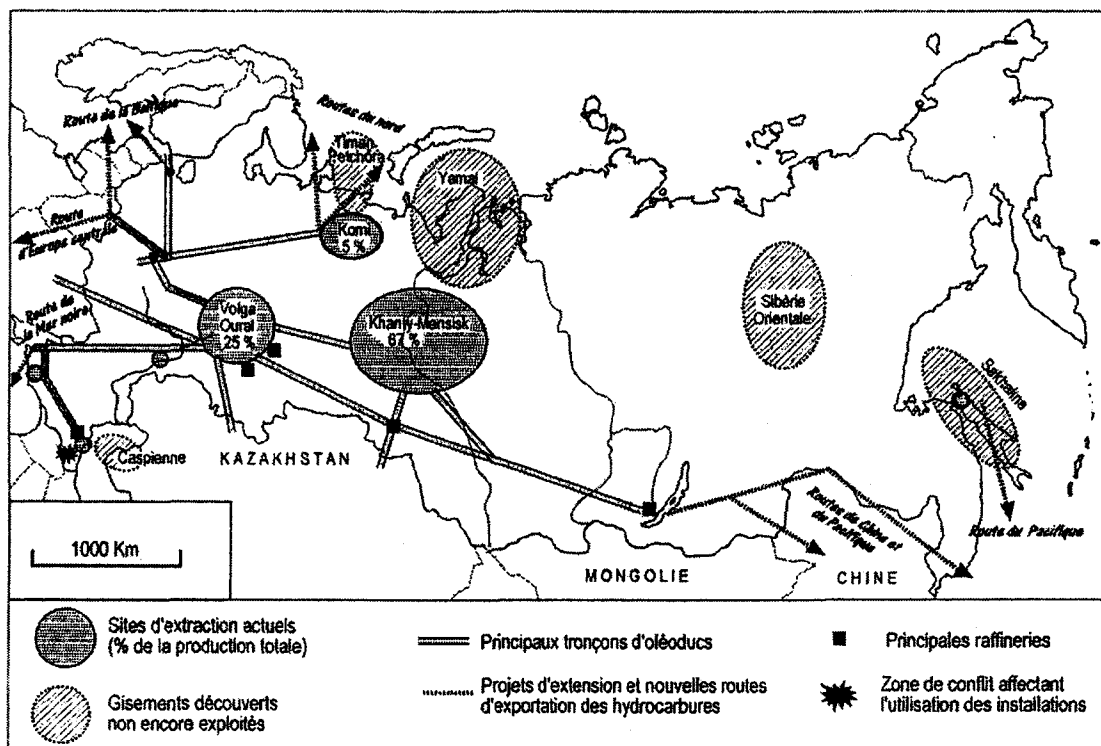 Route de la Baltique
Routes du nord
Timan
Petchora
Yamal
Route
d'Europe centrale
Komi
5 %
Route de
la Mer noire
Volga
Oural
25 %
Khanty-Mansisk
67 %
Sibérie
Orientale
Sakhaline
Caspienne
KAZAKHSTAN
Routes de Chine et
du Pacifique
Route du Pacifique
1000 Km
MONGOLIE
CHINE
Sites d'extraction actuels
(% de la production totale)
Principaux tronçons d'oléoducs
Principales raffineries
Gisements découverts
non encore exploités
Projets d'extension et nouvelles routes
d'exportation des hydrocarbures
Zone de conflit affectant
l'utilisation des installations